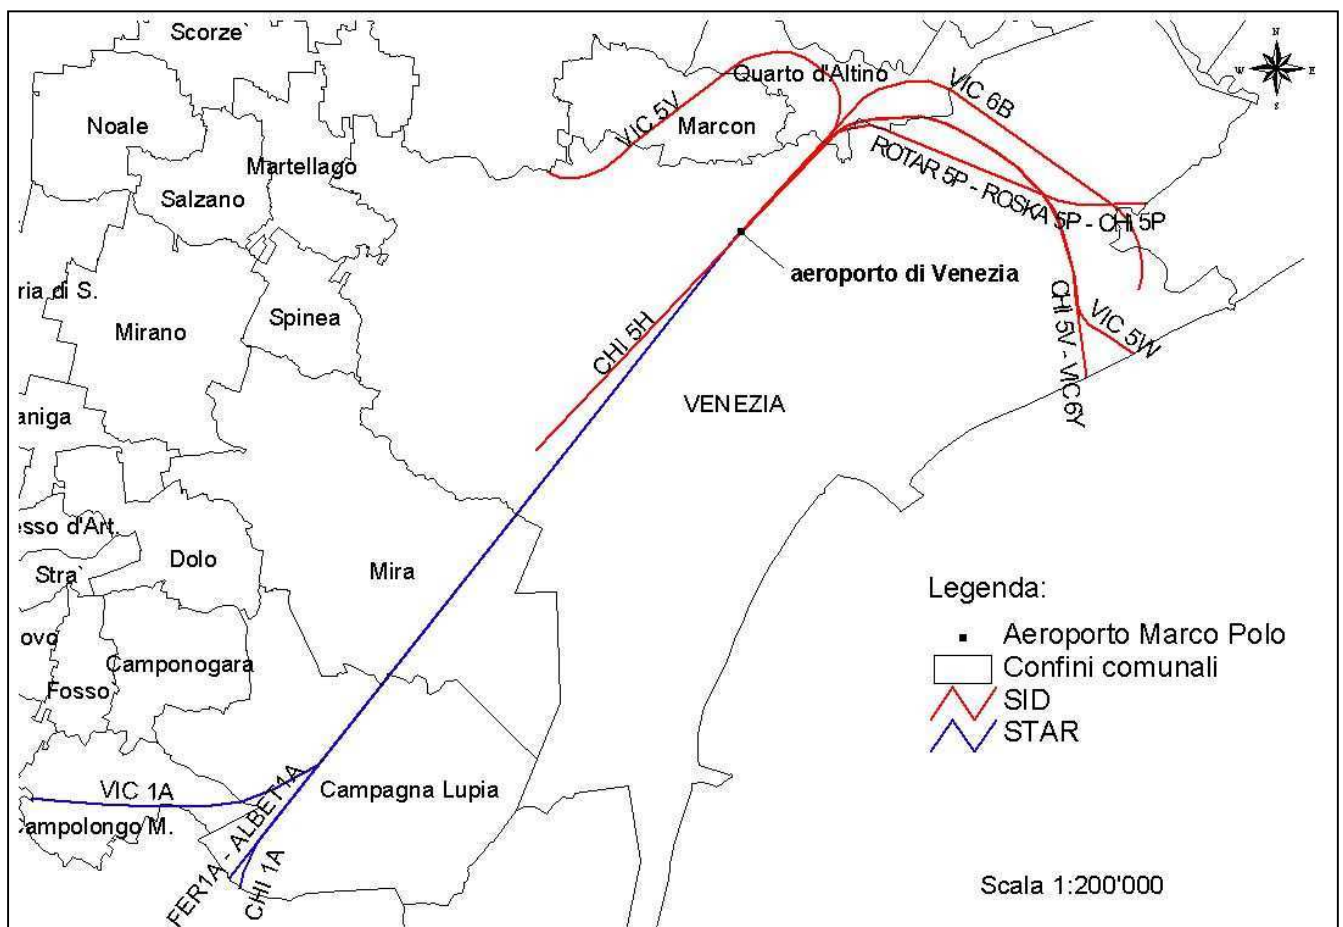 Scorze`
N
W E
S
Quarto d'Altino
VIC 6B
Noale
VIC 5V
Marcon
Martellago
ROTAR 5P - ROSKA 5P - CHI 5P
Salzano
aeroporto di Venezia
ria di S.
Spinea
Mirano
CHI 5H
CHI 5V - VIC 6Y
VIC 5W
VENEZIA
aniga
esso d'Art.
Dolo
Mira
Stra`
Legenda:
Aeroporto Marco Polo
ovo
Camponogara
Confini comunali
Fosso
SID
STAR
VIC 1A
Campagna Lupia
ampolongo M.
FER1A - ALBET1A
CHI 1A
Scala 1:200'000